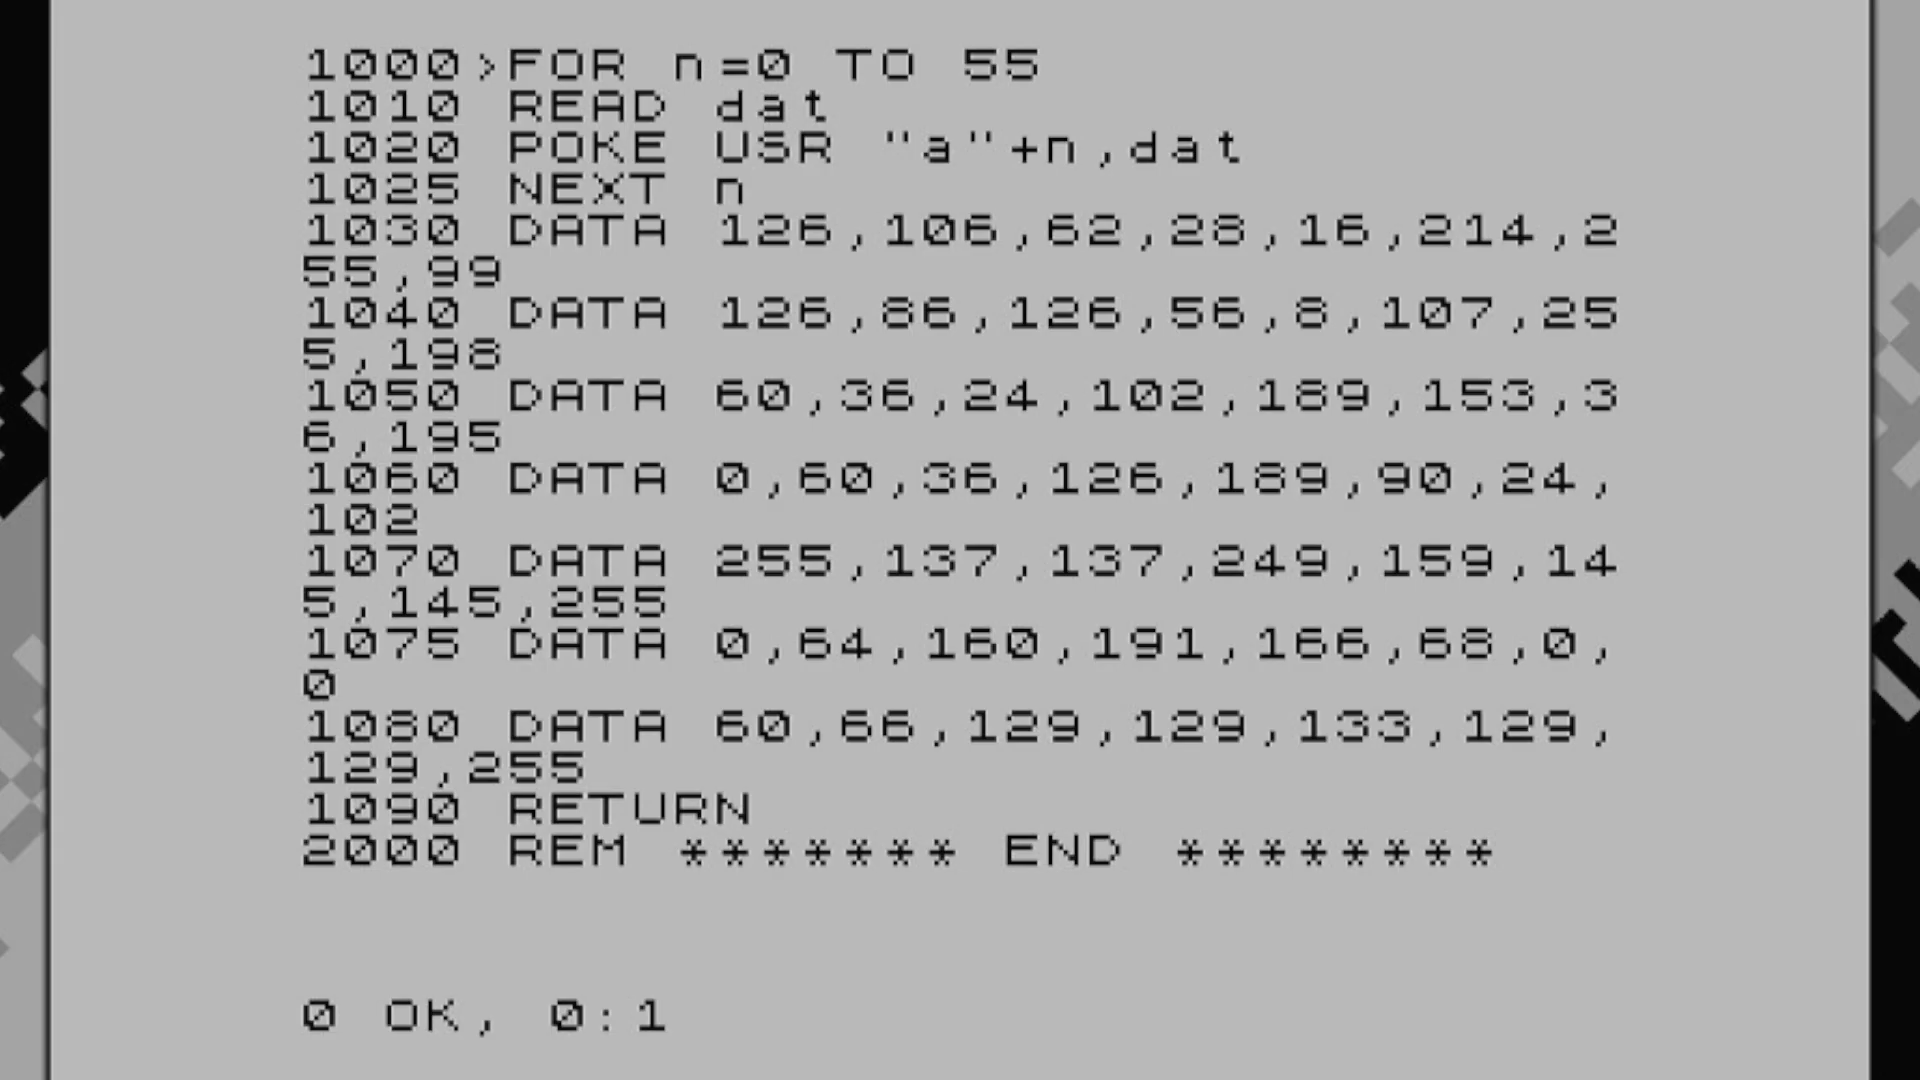 1000>FOR n=0 TO 55
1010 READ dat
1020 POKE USR "a"+n,dat
1025 NEXT n
1030 DATA 126,106,62,28,16,214,2
55,99
1040 DATA 126,86,126,56,8,107,25
5,198
1050 DATA 60,36,24,102,189,153,3
6,195
1060 DATA 0,60,36,126,189,90,24,
102
1070 DATA 255,137,137,249,159,14
5,145,255
1075 DATA 0,64,160,191,166,68,0,
0
1080 DATA 60,66,129,129,133,129,
129,255
1090 RETURN
2000 REM ******* END ********
0 OK, 0:1